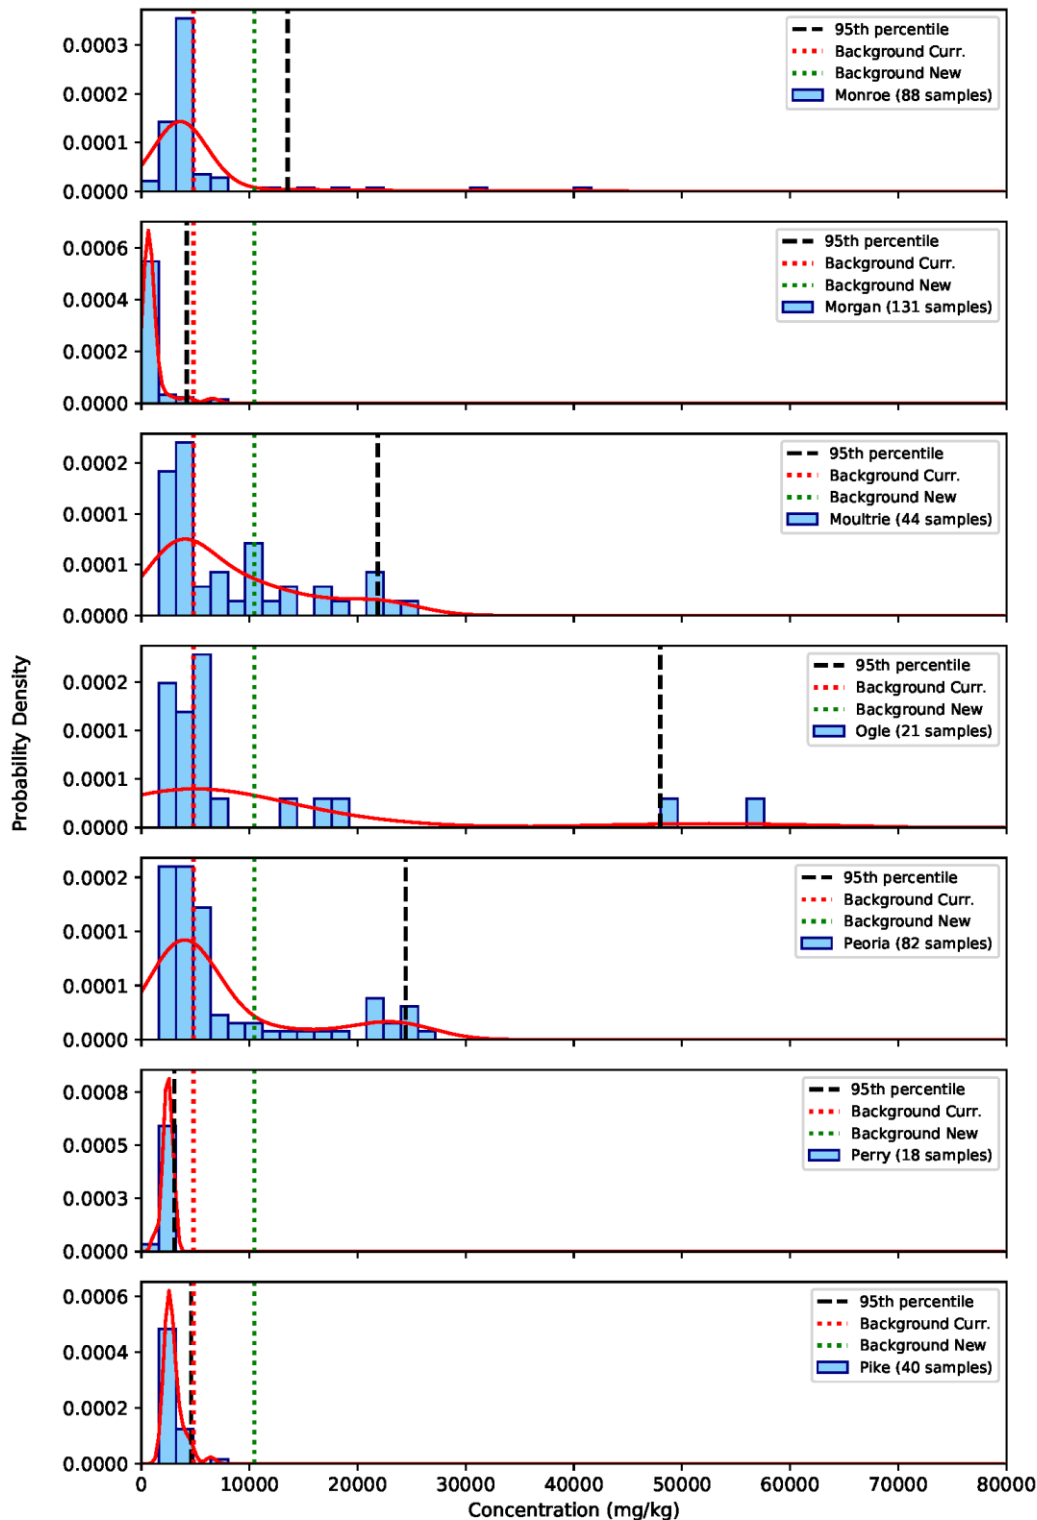 0.0003
0.0002
0.0001
0.0000
95th percentile
Background Curr.
Background New
Monroe (88 samples)
0.0006
0.0004
0.0002
0.0000
95th percentile
Background Curr.
Background New
Morgan (131 samples)
0.0002
0.0001
0.0001
0.0000
95th percentile
Background Curr.
Background New
Moultrie (44 samples)
Probability Density
0.0002
0.0001
0.0001
0.0000
95th percentile
Background Curr.
Background New
Ogle (21 samples)
0.0002
0.0001
0.0001
0.0000
95th percentile
Background Curr.
Background New
Peoria (82 samples)
0.0008
0.0005
0.0003
0.0000
95th percentile
Background Curr.
Background New
Perry (18 samples)
0.0006
0.0004
0.0002
0.0000
95th percentile
Background Curr.
Background New
Pike (40 samples)
0 10000 20000 30000 40000 50000 60000 70000 80000
Concentration (mg/kg)